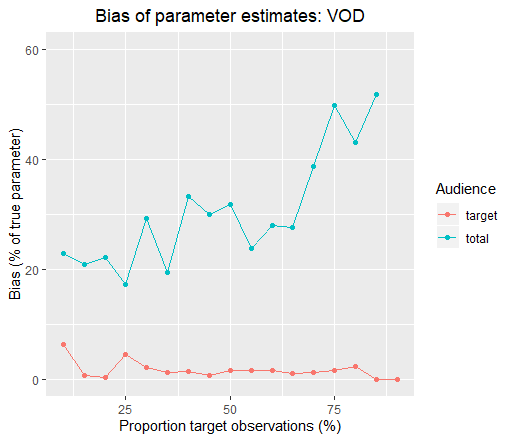 Bias of parameter estimates: VOD
60
40
20
0
Bias (% of true parameter)
25
50
75
Proportion target observations (%)
Audience
target
total